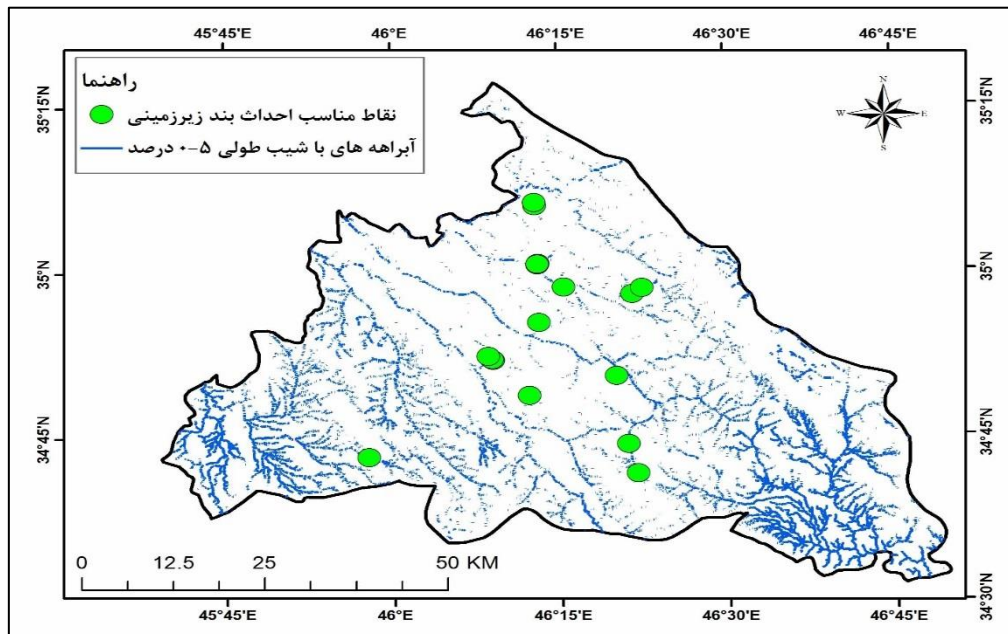 45°45'E 46°E 46°15'E 46°30'E 46°45'E
راهنما
نقاط مناسب احداث بند زیرزمینی
آبراهه های با شیب طولی ۵-۰ درصد
N
W E
S
35°15'N 35°15'N
35°N 35°N
34°45'N 34°45'N
0 12.5 25 50 KM
34°30'N
45°45'E 46°E 46°15'E 46°30'E 46°45'E